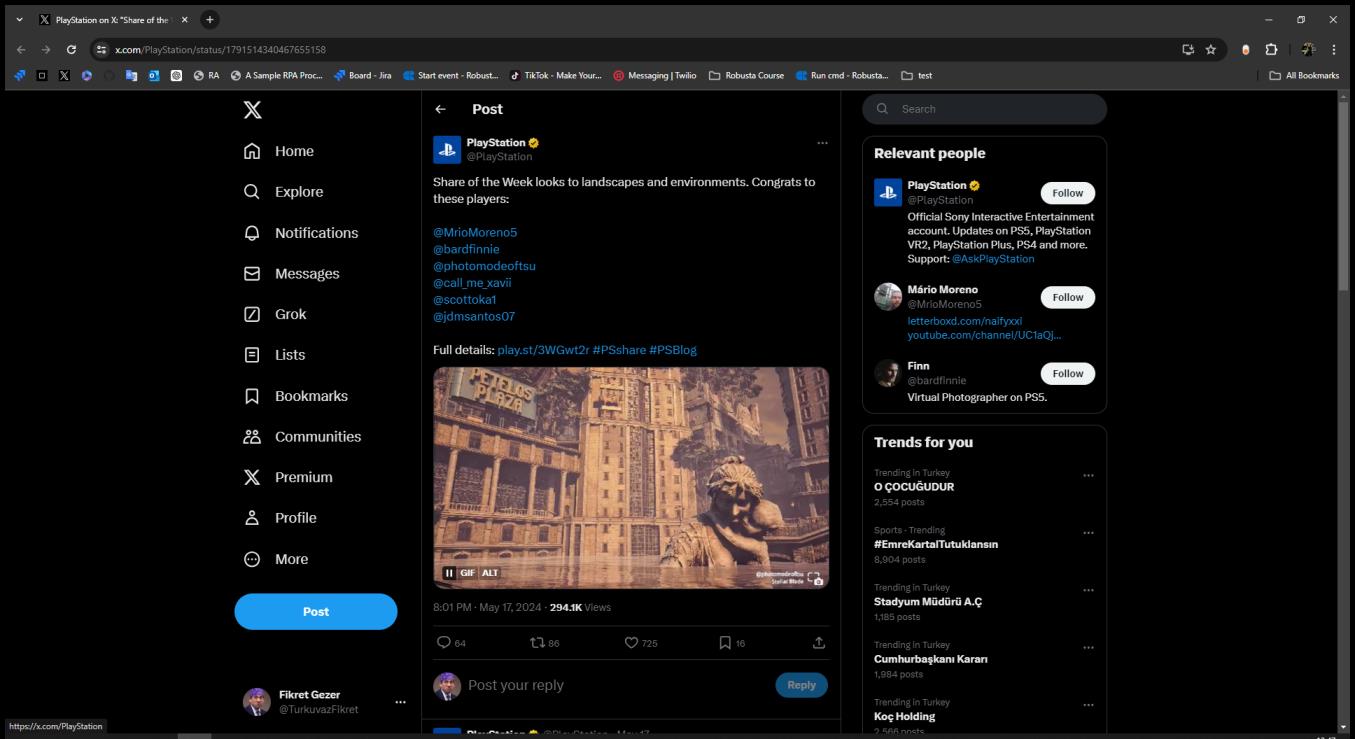 PlayStation on X: "Share of the
x.com/PlayStation/status/1791514340467655158
RA
A Sample RPA Proc...
Board - Jira
Start event - Robust...
TikTok - Make Your...
Messaging | Twilio
Robusta Course
Run cmd - Robusta...
test
All Bookmarks
Home
Explore
Notifications
Messages
Grok
Lists
Bookmarks
Communities
Premium
Profile
More
Post
Fikret Gezer
@TurkuvazFikret
https://x.com/PlayStation
Post
PlayStation
@PlayStation
Share of the Week looks to landscapes and environments. Congrats to
these players:
@MrioMoreno5
@bardfinnie
@photomodeoftsu
@call_me_xavii
@scottoka1
@jdmsantos07
Full details: play.st/3WGwt2r #PSshare #PSBlog
PETELOS
PLAZA
GIF ALT
@photomodeoftsu
Stellar Blade
8:01 PM · May 17, 2024 · 294.1K Views
64
86
725
16
Post your reply
Reply
PlayStation @PlayStation · May 17
Search
Relevant people
PlayStation
@PlayStation
Follow
Official Sony Interactive Entertainment
account. Updates on PS5, PlayStation
VR2, PlayStation Plus, PS4 and more.
Support: @AskPlayStation
Mário Moreno
@MrioMoreno5
Follow
letterboxd.com/naifyxxi
youtube.com/channel/UC1aQj...
Finn
@bardfinnie
Follow
Virtual Photographer on PS5.
Trends for you
Trending in Turkey
O ÇOCUĞUDUR
2,554 posts
Sports · Trending
#EmreKartalTutuklansın
8,904 posts
Trending in Turkey
Stadyum Müdürü A.Ç
1,185 posts
Trending in Turkey
Cumhurbaşkanı Kararı
1,984 posts
Trending in Turkey
Koç Holding
2,566 posts